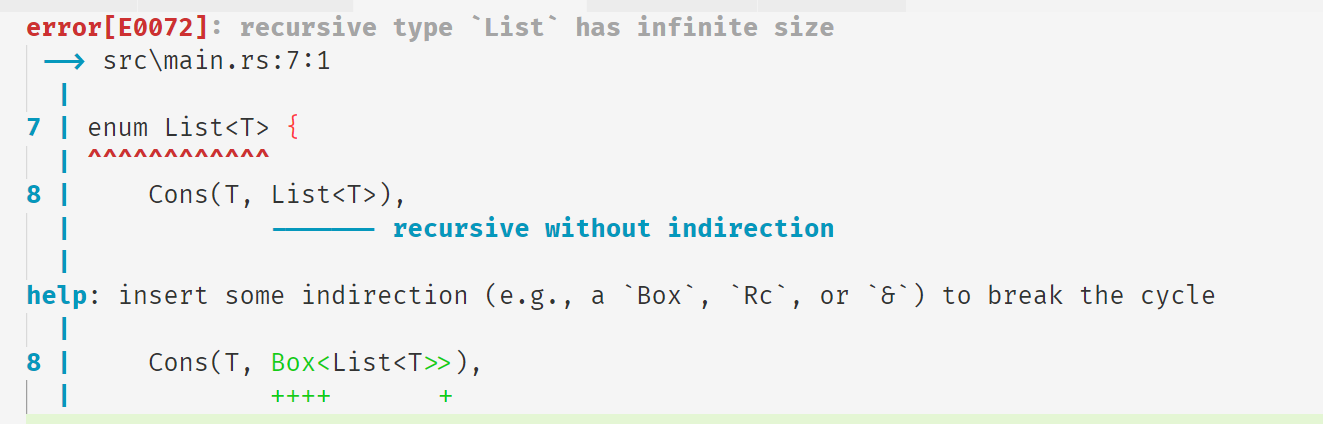 error[E0072]: recursive type `List` has infinite size
 --> src\main.rs:7:1
  |
7 | enum List<T> {
  | ^^^^^^^^^^^^
8 |     Cons(T, List<T>),
  |             ------- recursive without indirection
  |
help: insert some indirection (e.g., a `Box`, `Rc`, or `&`) to break the cycle
  |
8 |     Cons(T, Box<List<T>>),
  |             ++++       +